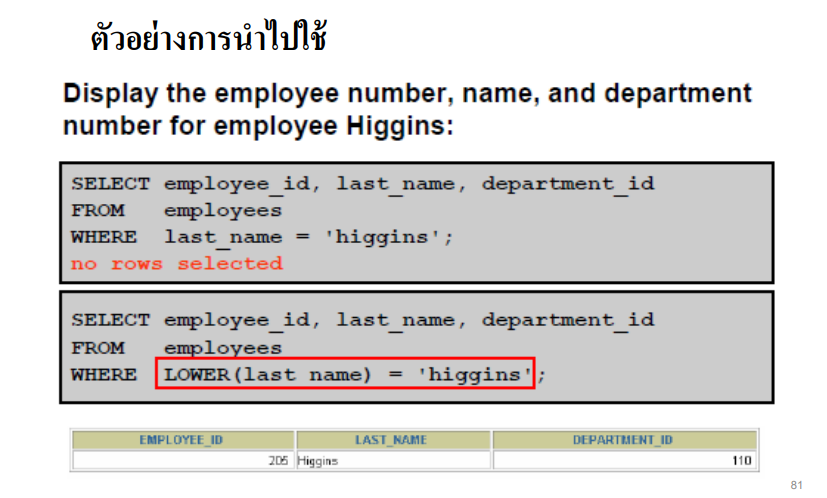 ตัวอย่างการนำไปใช้
Display the employee number, name, and department
number for employee Higgins:
SELECT employee_id, last_name, department_id
FROM employees
WHERE last_name = 'higgins';
no rows selected
SELECT employee_id, last_name, department_id
FROM employees
WHERE LOWER(last_name) = 'higgins';
EMPLOYEE_ID LAST_NAME DEPARTMENT_ID
205 Higgins 110
81